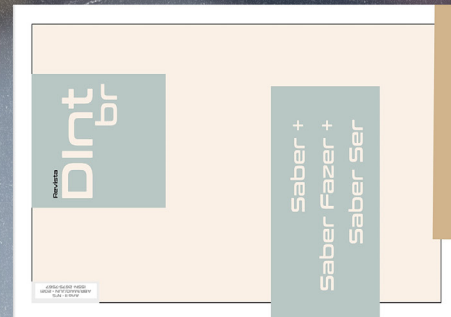 Revista
DInt
br
Saber +
Saber Fazer +
Saber Ser